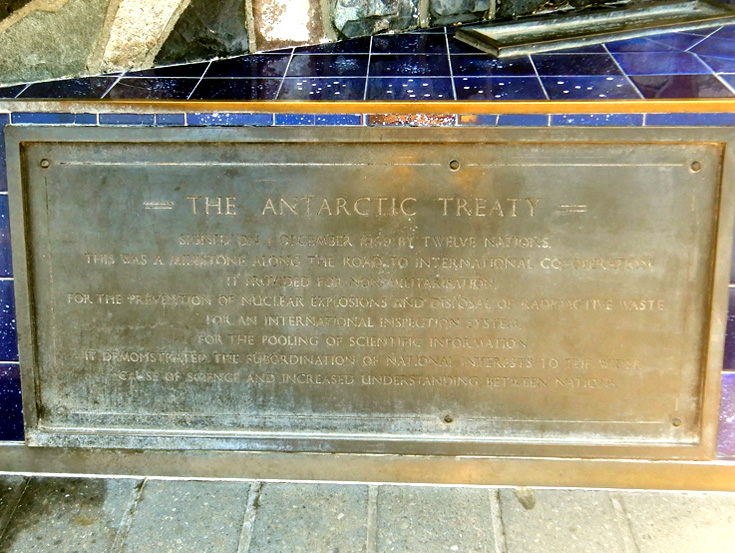 THE ANTARCTIC TREATY
SIGNED ON 1 DECEMBER 1959 BY TWELVE NATIONS.
THIS WAS A MILESTONE ALONG THE ROAD TO INTERNATIONAL CO-OPERATION.
IT PROVIDED FOR NON-MILITARISATION,
FOR THE PREVENTION OF NUCLEAR EXPLOSIONS AND DISPOSAL OF RADIOACTIVE WASTE
FOR AN INTERNATIONAL INSPECTION SYSTEM
FOR THE POOLING OF SCIENTIFIC INFORMATION
IT DEMONSTRATED THE SUBORDINATION OF NATIONAL INTERESTS TO THE WIDER
CAUSE OF SCIENCE AND INCREASED UNDERSTANDING BETWEEN NATIONS.